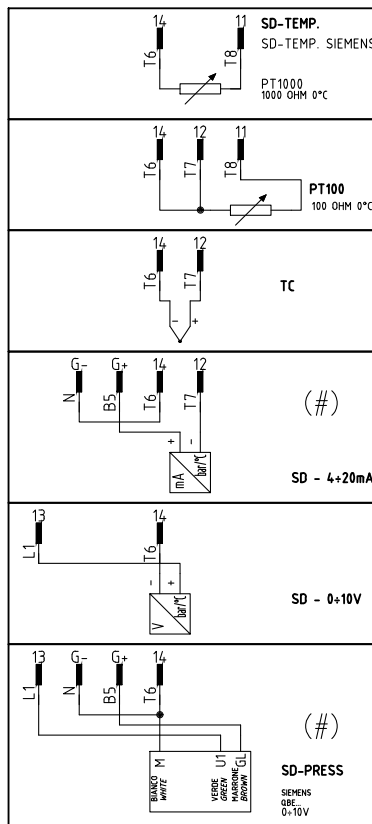 14 11 SD-TEMP.
SD-TEMP. SIEMENS
T6 T8
PT1000
1000 OHM 0°C
14 12 11
T6 T7 T8
PT100
100 OHM 0°C
14 12
T6 T7
TC
- +
G- G+ 14 12
N B5 T6 T7
(#)
+ -
mA bar/°C
SD - 4÷20mA
13 14
L1 T6
- +
V bar/°C
SD - 0÷10V
13 G- G+ 14
L1 N B5 T6
(#)
M U1 GL
BIANCO VERDE MARRONE
WHITE GREEN BROWN
SD-PRESS
SIEMENS
QBE...
0÷10V